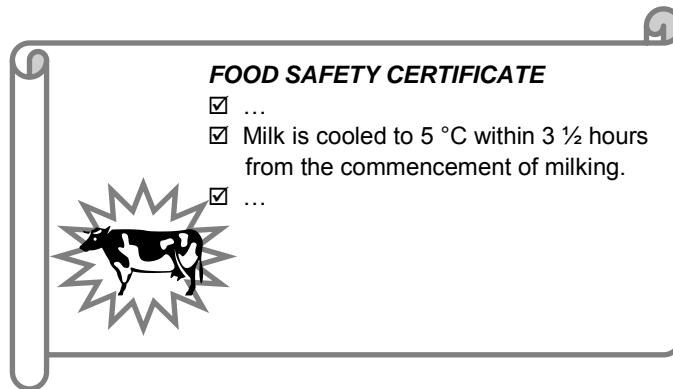 FOOD SAFETY CERTIFICATE
☑ …
☑ Milk is cooled to 5 °C within 3 ½ hours
from the commencement of milking.
☑ …